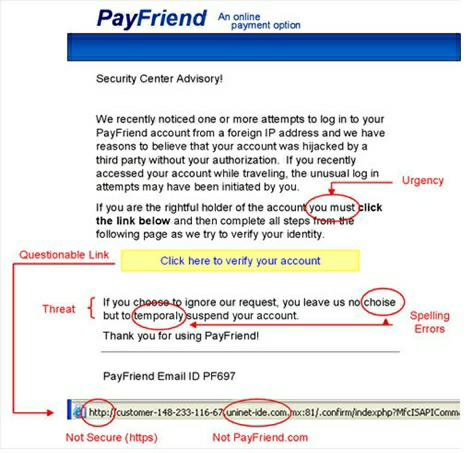 PayFriend An online
payment option
Security Center Advisory!
We recently noticed one or more attempts to log in to your
PayFriend account from a foreign IP address and we have
reasons to believe that your account was hijacked by a
third party without your authorization. If you recently
accessed your account while traveling, the unusual log in
attempts may have been initiated by you.
Urgency
If you are the rightful holder of the account you must click
the link below and then complete all steps from the
following page as we try to verify your identity.
Questionable Link
Click here to verify your account
Threat
If you choose to ignore our request, you leave us no choise
but to temporaly suspend your account.
Spelling
Errors
Thank you for using PayFriend!
PayFriend Email ID PF697
http://customer-148-233-116-67.uninet-ide.com.mx:81/.confirm/indexphp?MfcISAPIComma
Not Secure (https) Not PayFriend.com